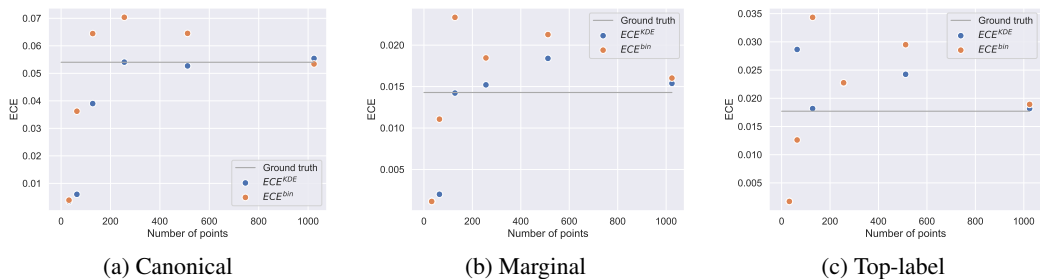 0.07
0.06
0.05
0.04
0.03
0.02
0.01
ECE
0 200 400 600 800 1000
Number of points
Ground truth
ECE^KDE
ECE^bin
(a) Canonical
0.020
0.015
0.010
0.005
ECE
0 200 400 600 800 1000
Number of points
Ground truth
ECE^KDE
ECE^bin
(b) Marginal
0.035
0.030
0.025
0.020
0.015
0.010
0.005
ECE
0 200 400 600 800 1000
Number of points
Ground truth
ECE^KDE
ECE^bin
(c) Top-label